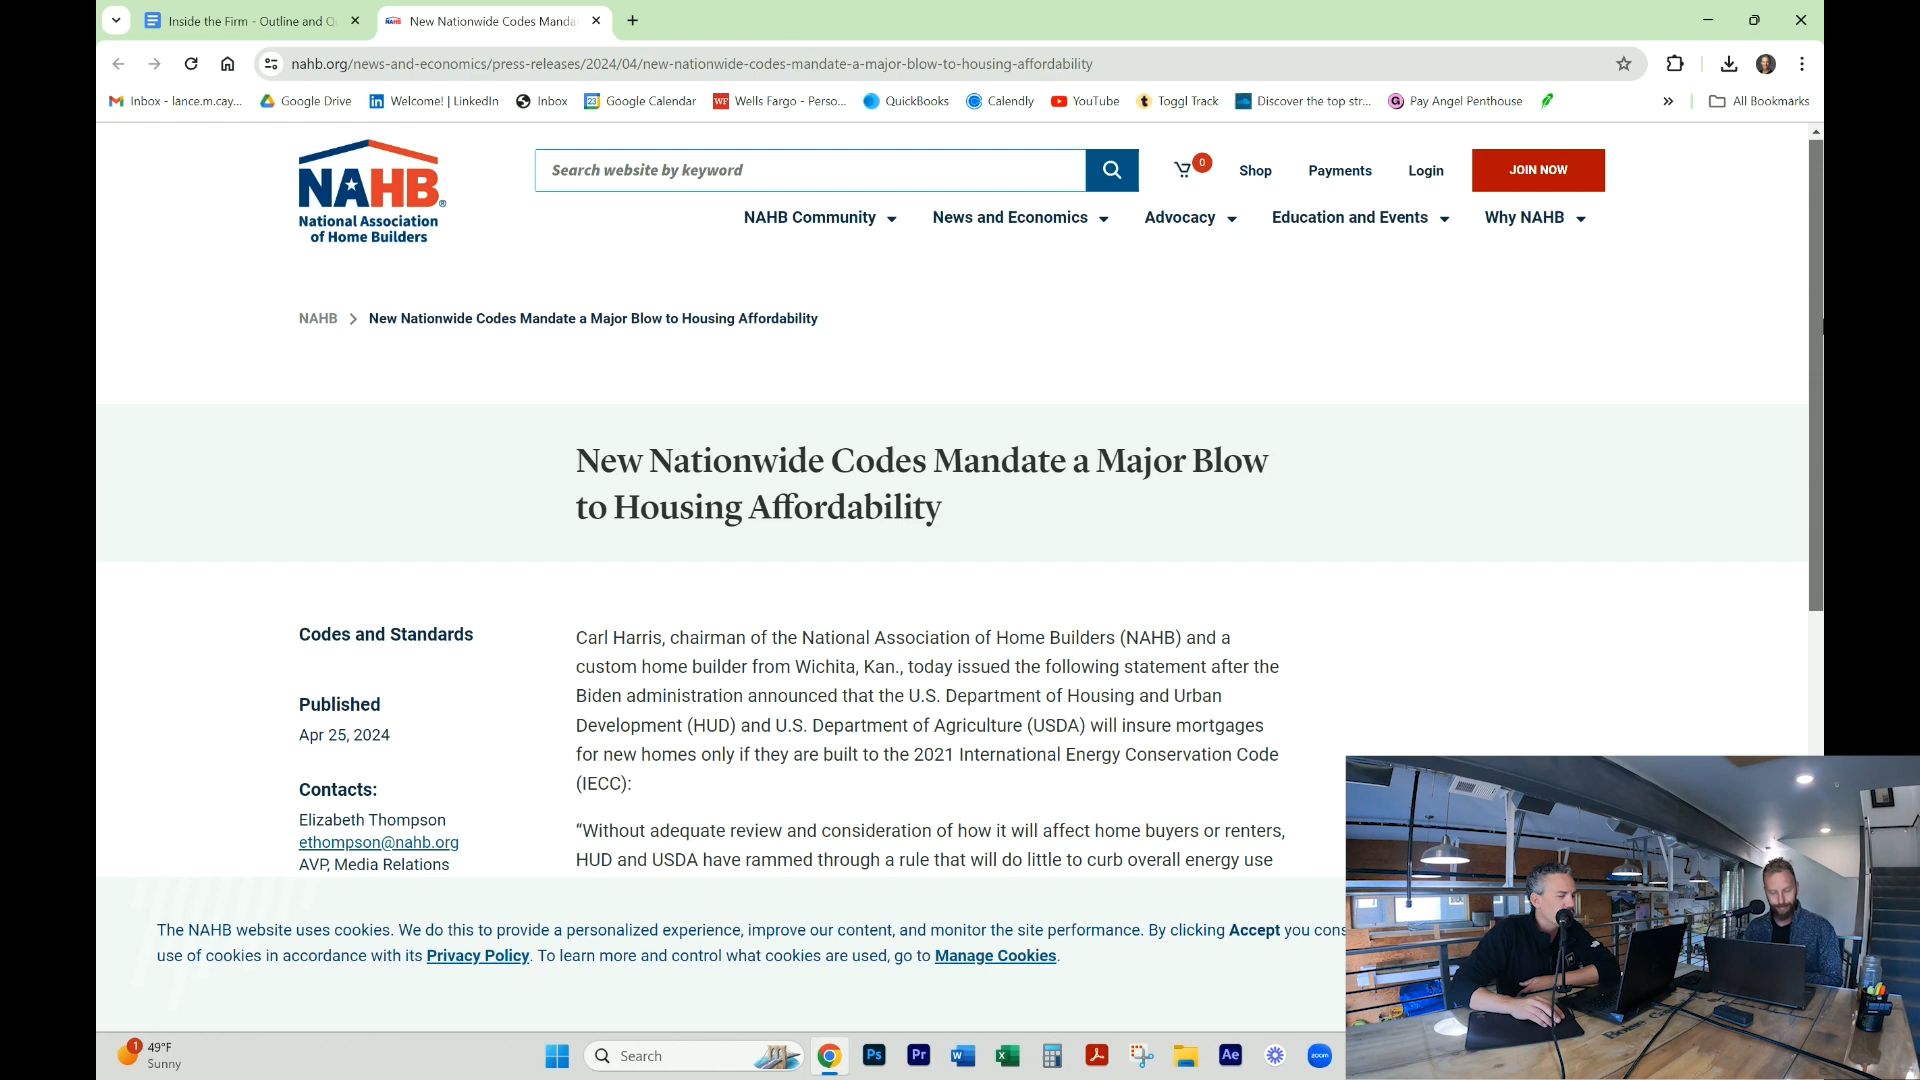 Inside the Firm - Outline and Q
New Nationwide Codes Manda
nahb.org/news-and-economics/press-releases/2024/04/new-nationwide-codes-mandate-a-major-blow-to-housing-affordability
Inbox - lance.m.cay... Google Drive Welcome! | LinkedIn Inbox Google Calendar Wells Fargo - Perso... QuickBooks Calendly YouTube Toggl Track Discover the top str... Pay Angel Penthouse » All Bookmarks
NAHB®
National Association
of Home Builders
Search website by keyword
0
Shop Payments Login JOIN NOW
NAHB Community News and Economics Advocacy Education and Events Why NAHB
NAHB > New Nationwide Codes Mandate a Major Blow to Housing Affordability
New Nationwide Codes Mandate a Major Blow
to Housing Affordability
Codes and Standards
Published
Apr 25, 2024
Contacts:
Elizabeth Thompson
ethompson@nahb.org
AVP, Media Relations
Carl Harris, chairman of the National Association of Home Builders (NAHB) and a
custom home builder from Wichita, Kan., today issued the following statement after the
Biden administration announced that the U.S. Department of Housing and Urban
Development (HUD) and U.S. Department of Agriculture (USDA) will insure mortgages
for new homes only if they are built to the 2021 International Energy Conservation Code
(IECC):
“Without adequate review and consideration of how it will affect home buyers or renters,
HUD and USDA have rammed through a rule that will do little to curb overall energy use
The NAHB website uses cookies. We do this to provide a personalized experience, improve our content, and monitor the site performance. By clicking Accept you cons
use of cookies in accordance with its Privacy Policy. To learn more and control what cookies are used, go to Manage Cookies.
1
49°F
Sunny
Search
Ps
Pr
Ae
zoom